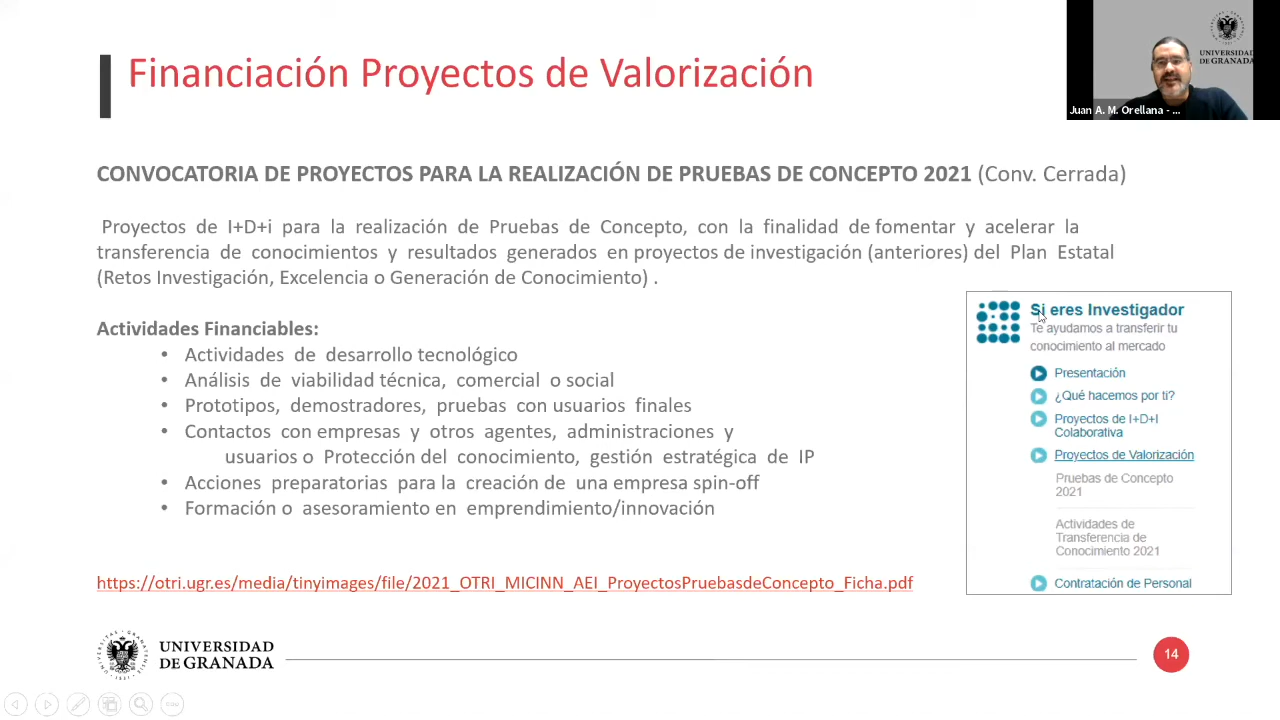 Financiación Proyectos de Valorización
UNIVERSIDAD
DE GRANADA
Juan A. M. Orellana - ...
CONVOCATORIA DE PROYECTOS PARA LA REALIZACIÓN DE PRUEBAS DE CONCEPTO 2021 (Conv. Cerrada)
Proyectos de I+D+i para la realización de Pruebas de Concepto, con la finalidad de fomentar y acelerar la
transferencia de conocimientos y resultados generados en proyectos de investigación (anteriores) del Plan Estatal
(Retos Investigación, Excelencia o Generación de Conocimiento) .
Actividades Financiables:
• Actividades de desarrollo tecnológico
• Análisis de viabilidad técnica, comercial o social
• Prototipos, demostradores, pruebas con usuarios finales
• Contactos con empresas y otros agentes, administraciones y
usuarios o Protección del conocimiento, gestión estratégica de IP
• Acciones preparatorias para la creación de una empresa spin-off
• Formación o asesoramiento en emprendimiento/innovación
https://otri.ugr.es/media/tinyimages/file/2021_OTRI_MICINN_AEI_ProyectosPruebasdeConcepto_Ficha.pdf
Si eres Investigador
Te ayudamos a transferir tu
conocimiento al mercado
Presentación
¿Qué hacemos por ti?
Proyectos de I+D+I
Colaborativa
Proyectos de Valorización
Pruebas de Concepto
2021
Actividades de
Transferencia de
Conocimiento 2021
Contratación de Personal
UNIVERSIDAD
DE GRANADA
14